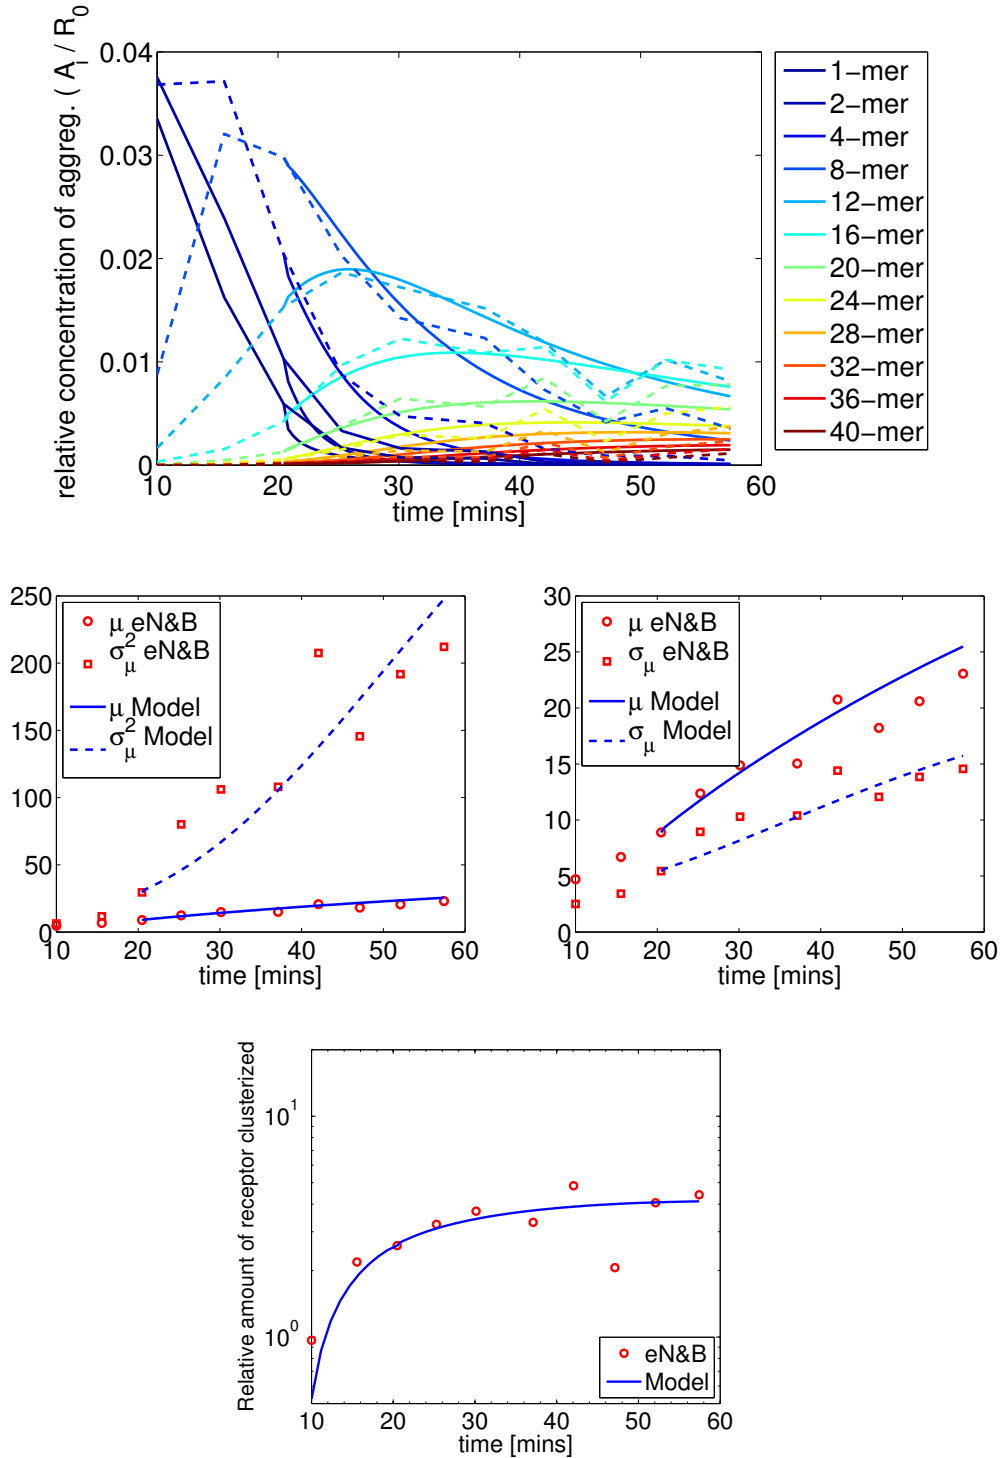 relative concentration of aggreg. ( A_i / R_0
0.04
0.03
0.02
0.01
0
10
20
30
40
50
60
time [mins]
1-mer
2-mer
4-mer
8-mer
12-mer
16-mer
20-mer
24-mer
28-mer
32-mer
36-mer
40-mer
250
200
150
100
50
0
10
20
30
40
50
60
time [mins]
μ eN&B
σ²_μ eN&B
μ Model
σ²_μ Model
30
25
20
15
10
5
0
10
20
30
40
50
60
time [mins]
μ eN&B
σ_μ eN&B
μ Model
σ_μ Model
Relative amount of receptor clusterized
10¹
10⁰
10
20
30
40
50
60
time [mins]
eN&B
Model